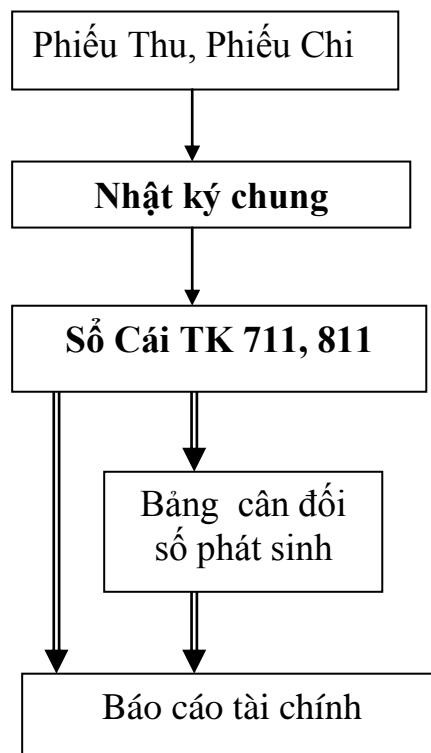 Phiếu Thu, Phiếu Chi
Nhật ký chung
Sổ Cái TK 711, 811
Bảng cân đối
số phát sinh
Báo cáo tài chính